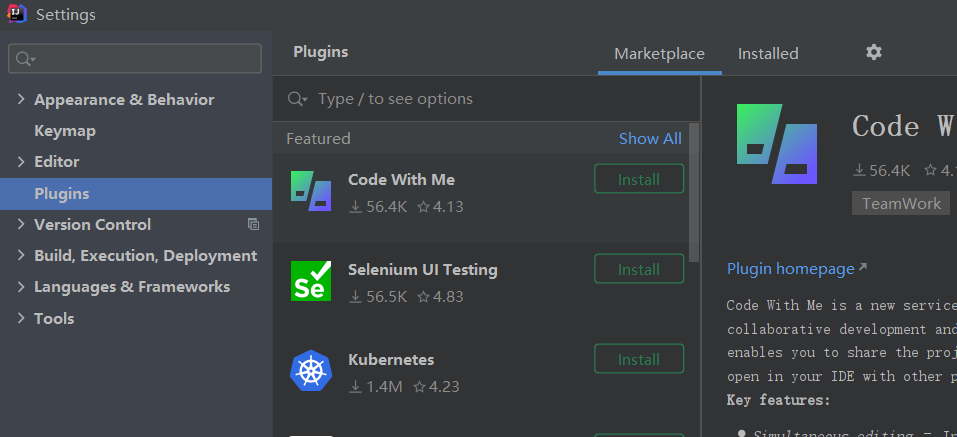 IJ
Settings
Appearance & Behavior
Keymap
Editor
Plugins
Version Control
Build, Execution, Deployment
Languages & Frameworks
Tools
Plugins
Marketplace
Installed
Type / to see options
Featured
Show All
Code With Me
Install
56.4K 4.13
Selenium UI Testing
Install
56.5K 4.83
Se
Kubernetes
Install
1.4M 4.23
Code W
56.4K 4.
TeamWork
Plugin homepage
Code With Me is a new service
collaborative development and
enables you to share the proj
open in your IDE with other p
Key features:
Simultaneous editing – In